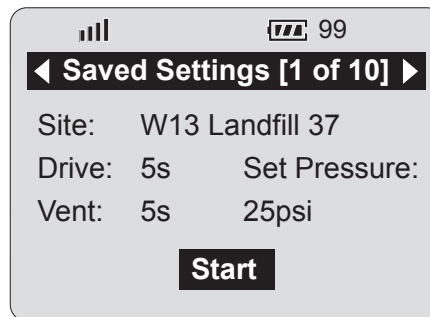 99
Saved Settings [1 of 10]
Site: W13 Landfill 37
Drive: 5s Set Pressure:
Vent: 5s 25psi
Start